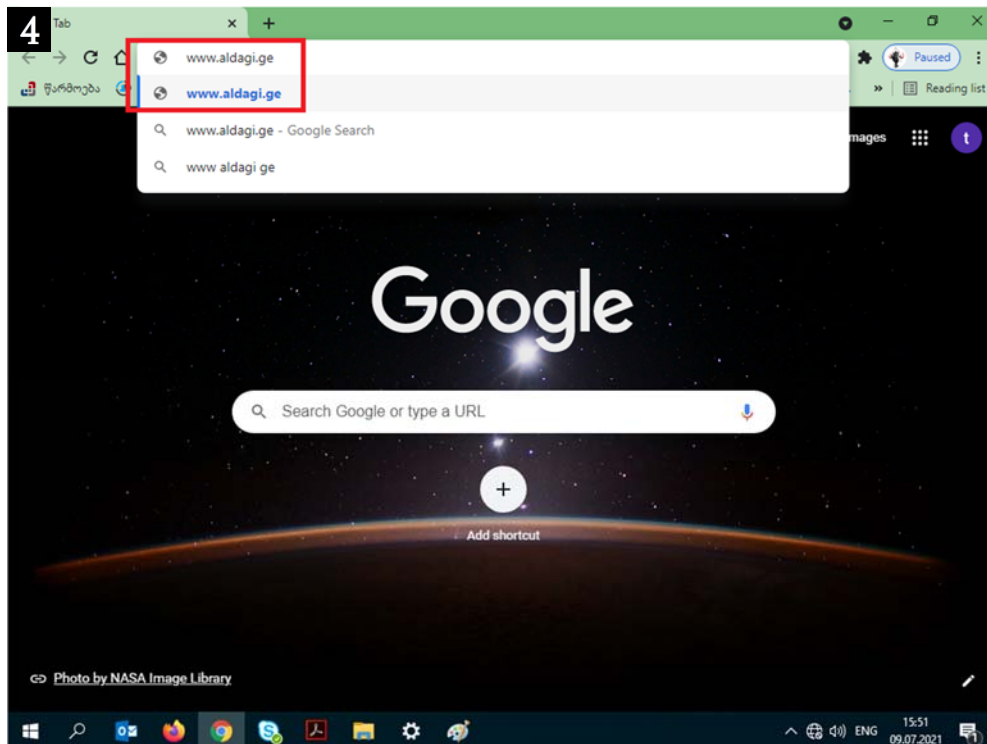 4
Tab
www.aldagi.ge
Paused
წარმოება
www.aldagi.ge
Reading list
www.aldagi.ge - Google Search
mages
t
www aldagi ge
Google
Search Google or type a URL
Add shortcut
Photo by NASA Image Library
ENG
15:51
09.07.2021
1